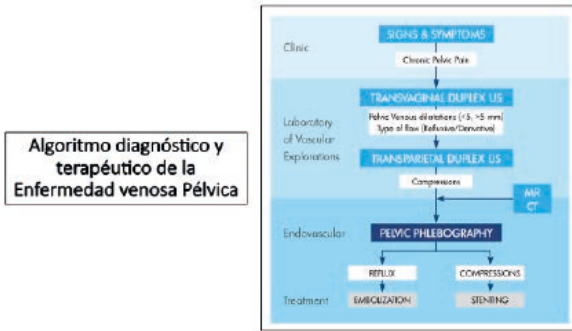 Algoritmo diagnóstico y
terapéutico de la
Enfermedad venosa Pélvica
SIGNS & SYMPTOMS
Clinic
Chronic Pelvic Pain
TRANSVAGINAL DUPLEX US
Pelvic Venous dilatations (<5, >5 mm)
Type of flow (Refluxive/Derivative)
Laboratory
of Vascular
Explorations
TRANSPARIETAL DUPLEX US
Compressions
MR
CT
Endovascular
PELVIC PHLEBOGRAPHY
REFLUX
COMPRESSIONS
Treatment
EMBOLIZATION
STENTING